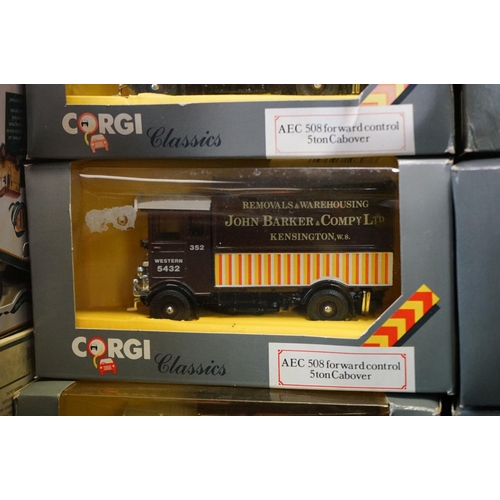 CORGI Classics
AEC 508 forward control
5ton Cabover
REMOVALS & WAREHOUSING
JOHN BARKER & COMPY LTD
KENSINGTON, W.8.
352
WESTERN
5432
CORGI Classics
AEC 508 forward control
5ton Cabover